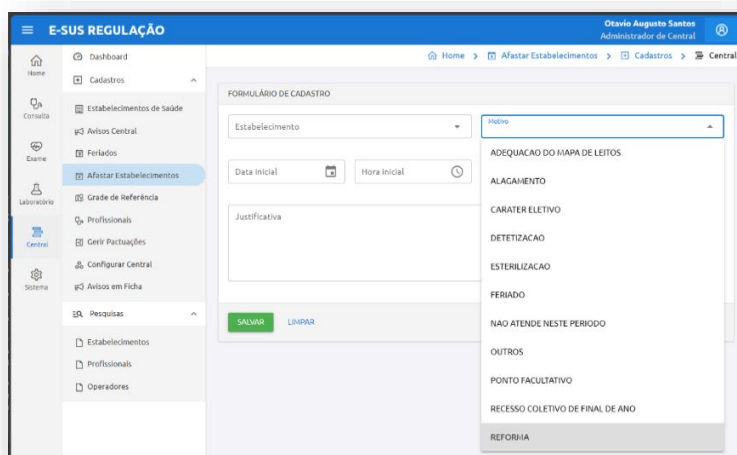 E-SUS REGULAÇÃO
Otavio Augusto Santos
Administrador de Central
Home > Afastar Estabelecimentos > Cadastros > Central
Home
Consulta
Exame
Laboratório
Central
Sistema
Dashboard
Cadastros
Estabelecimentos de Saúde
Avisos Central
Feriados
Afastar Estabelecimentos
Grade de Referência
Profissionais
Gerir Pactuações
Configurar Central
Avisos em Ficha
Pesquisas
Estabelecimentos
Profissionais
Operadores
FORMULÁRIO DE CADASTRO
Estabelecimento
Motivo
Data Inicial
Hora Inicial
Justificativa
SALVAR
LIMPAR
ADEQUACAO DO MAPA DE LEITOS
ALAGAMENTO
CARATER ELETIVO
DETETIZACAO
ESTERILIZACAO
FERIADO
NAO ATENDE NESTE PERIODO
OUTROS
PONTO FACULTATIVO
RECESSO COLETIVO DE FINAL DE ANO
REFORMA